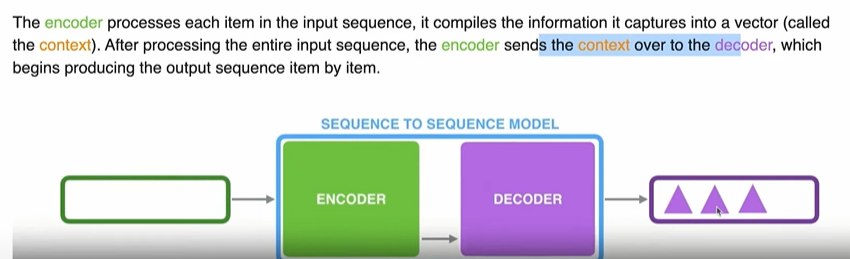 The encoder processes each item in the input sequence, it compiles the information it captures into a vector (called
the context). After processing the entire input sequence, the encoder sends the context over to the decoder, which
begins producing the output sequence item by item.
SEQUENCE TO SEQUENCE MODEL
ENCODER DECODER